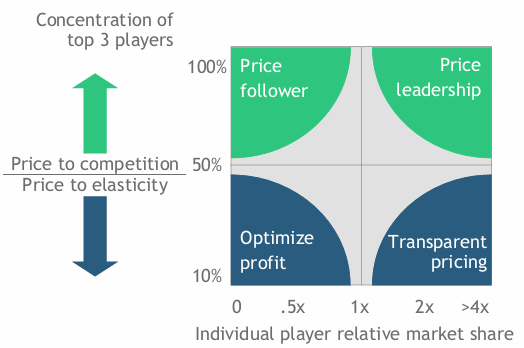 Concentration of
top 3 players
100%
Price
follower
Price
leadership
Price to competition
Price to elasticity
50%
Optimize
profit
Transparent
pricing
10%
0 .5x 1x 2x >4x
Individual player relative market share